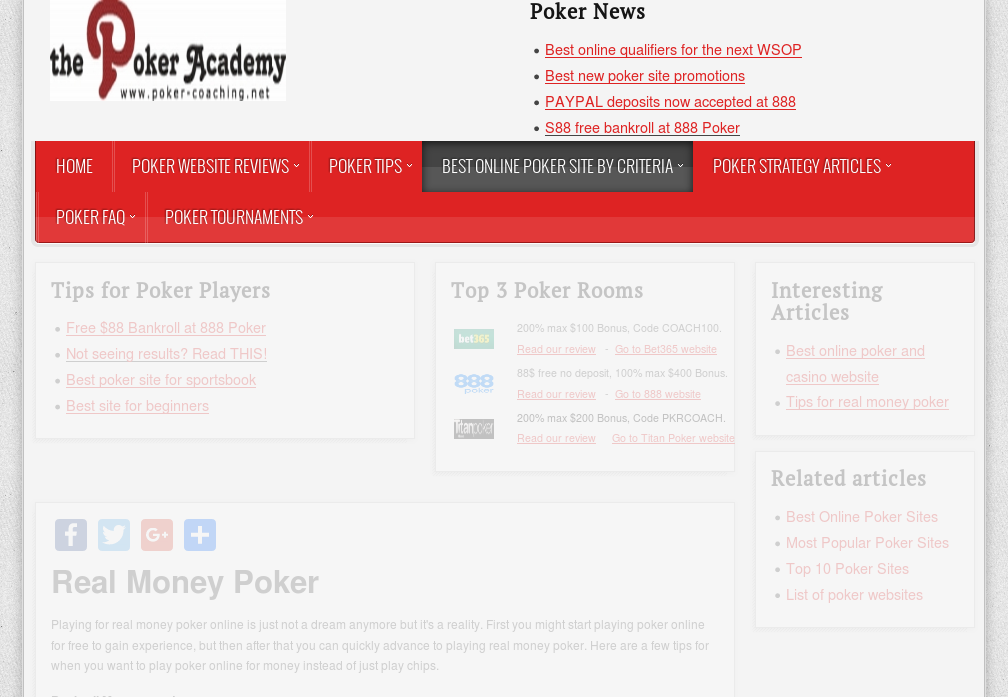 the Poker Academy
www.poker-coaching.net
Poker News
Best online qualifiers for the next WSOP
Best new poker site promotions
PAYPAL deposits now accepted at 888
S88 free bankroll at 888 Poker
HOME
POKER WEBSITE REVIEWS
POKER TIPS
BEST ONLINE POKER SITE BY CRITERIA
POKER STRATEGY ARTICLES
POKER FAQ
POKER TOURNAMENTS
Tips for Poker Players
Free $88 Bankroll at 888 Poker
Not seeing results? Read THIS!
Best poker site for sportsbook
Best site for beginners
Top 3 Poker Rooms
bet365
200% max $100 Bonus, Code COACH100.
Read our review - Go to Bet365 website
888 poker
88$ free no deposit, 100% max $400 Bonus.
Read our review - Go to 888 website
Titan poker
200% max $200 Bonus, Code PKRCOACH.
Read our review Go to Titan Poker website
Interesting
Articles
Best online poker and
casino website
Tips for real money poker
Related articles
Best Online Poker Sites
Most Popular Poker Sites
Top 10 Poker Sites
List of poker websites
Real Money Poker
Playing for real money poker online is just not a dream anymore but it's a reality. First you might start playing poker online
for free to gain experience, but then after that you can quickly advance to playing real money poker. Here are a few tips for
when you want to play poker online for money instead of just play chips.